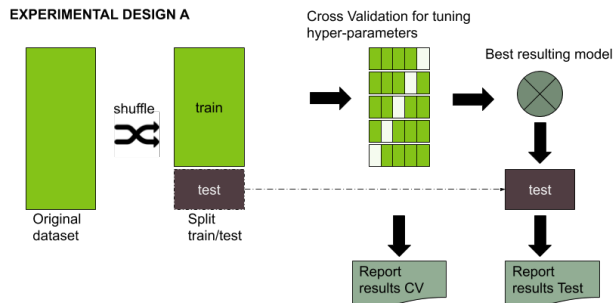 EXPERIMENTAL DESIGN A
Cross Validation for tuning
hyper-parameters
Best resulting model
shuffle
train
test
test
Original
dataset
Split
train/test
Report
results CV
Report
results Test